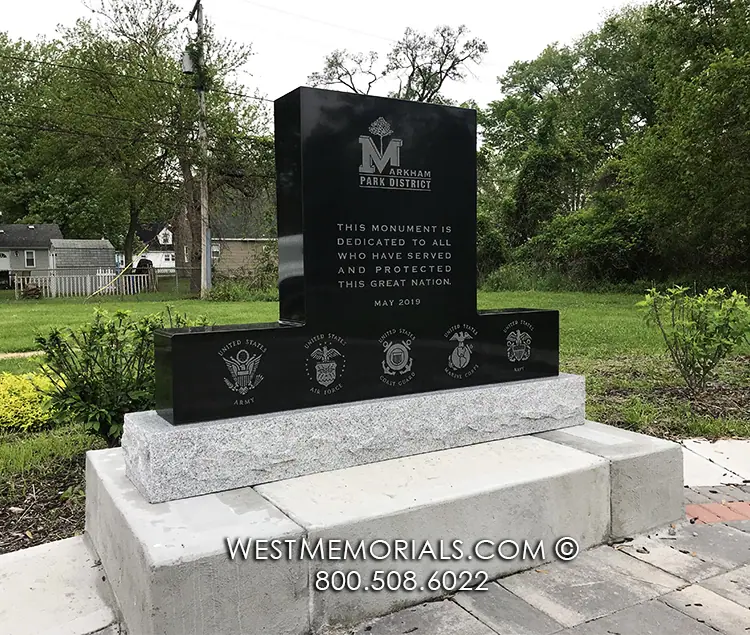 MARKHAM
PARK DISTRICT
THIS MONUMENT IS
DEDICATED TO ALL
WHO HAVE SERVED
AND PROTECTED
THIS GREAT NATION.
MAY 2019
UNITED STATES
ARMY
UNITED STATES
AIR FORCE
UNITED STATES
COAST GUARD
UNITED STATES
MARINE CORPS
UNITED STATES
NAVY
WESTMEMORIALS.COM ©
800.508.6022